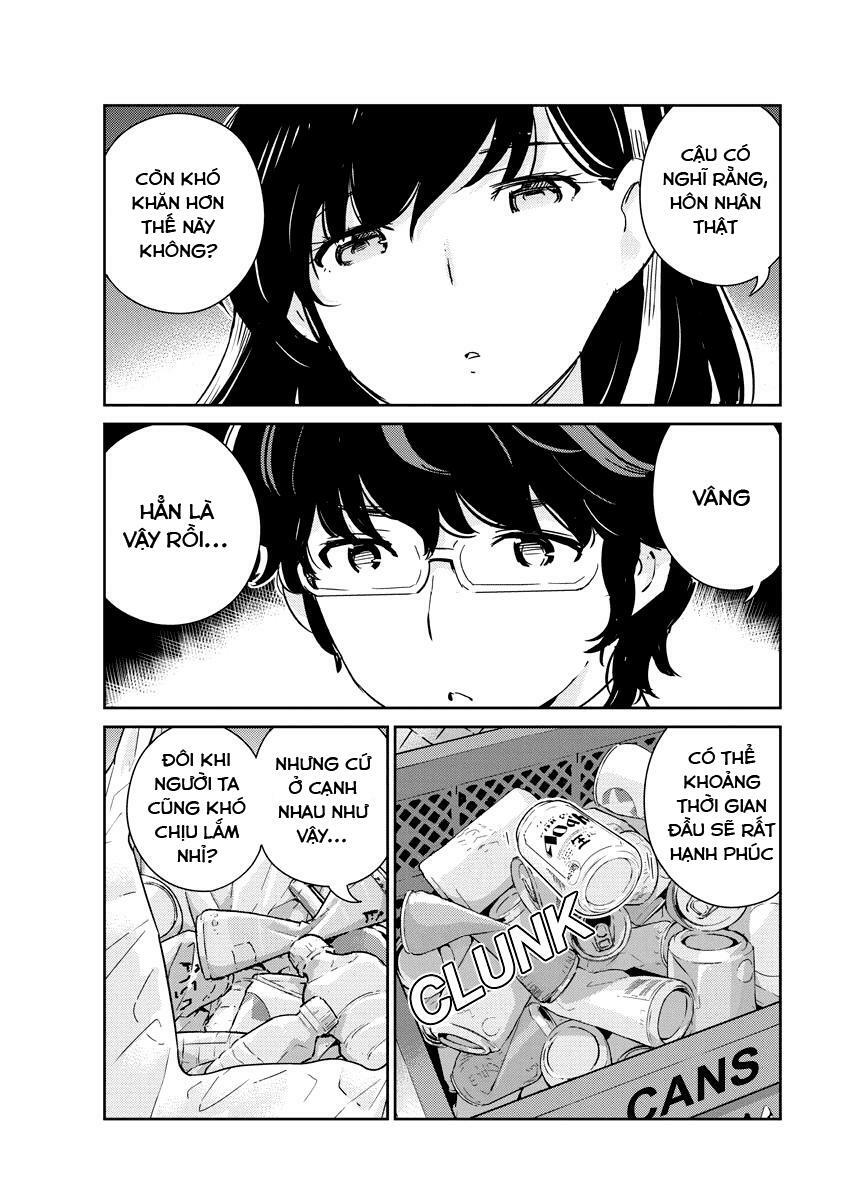 CẬU CÓ
NGHĨ RẰNG,
HÔN NHÂN
THẬT
CÒN KHÓ
KHĂN HƠN
THẾ NÀY
KHÔNG?
VÂNG
HẲN LÀ
VẬY RỒI...
CÓ THỂ
KHOẢNG
THỜI GIAN
ĐẦU SẼ RẤT
HẠNH PHÚC
CLUNK
CANS
NHƯNG CỨ
Ở CẠNH
NHAU NHƯ
VẬY...
ĐÔI KHI
NGƯỜI TA
CŨNG KHÓ
CHỊU LẮM
NHỈ?